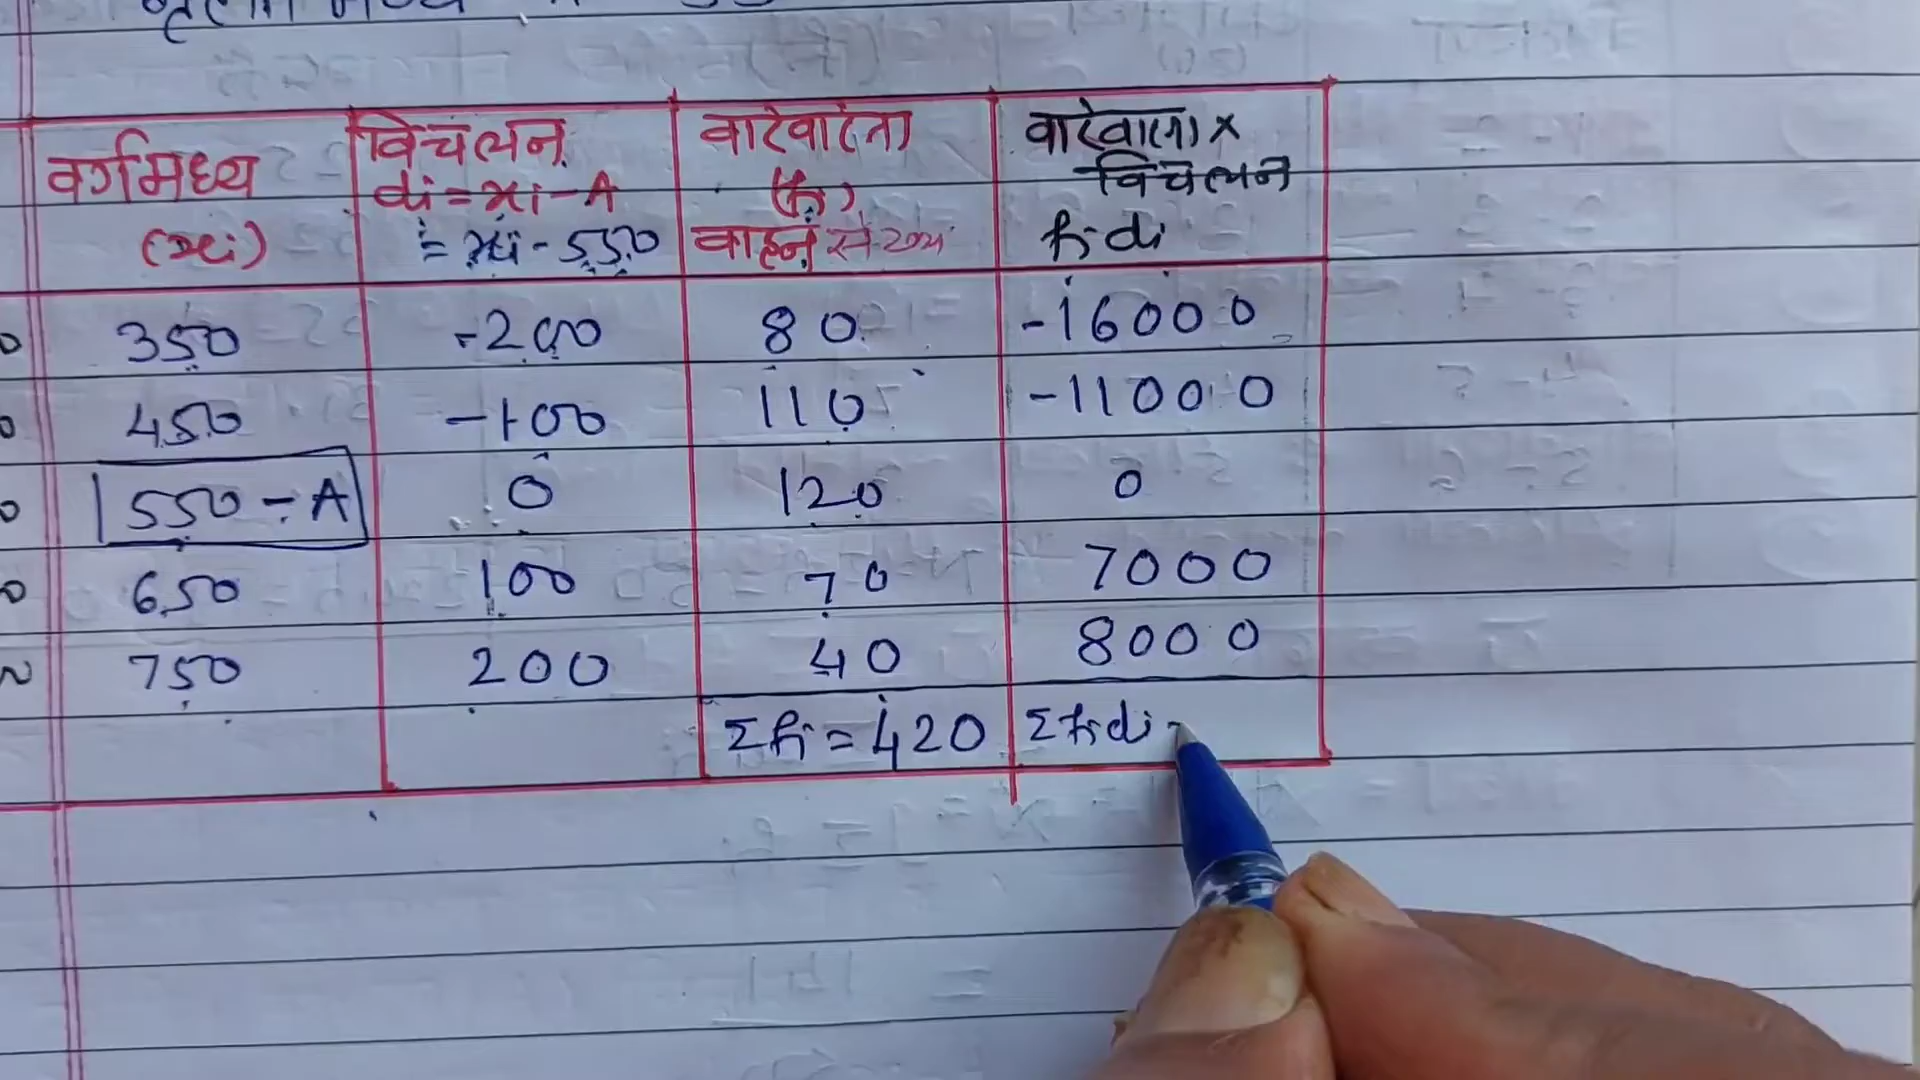 वर्गमध्य
(xi)
विचलन
di = xi - A
= xi - 550
वारंवारता
(fi)
वाहन संख्या
वारंवारता ×
विचलन
fidi
350 -200 80 -16000
450 -100 110 -11000
550 - A 0 120 0
650 100 70 7000
750 200 40 8000
Σfi = 420 Σfidi =